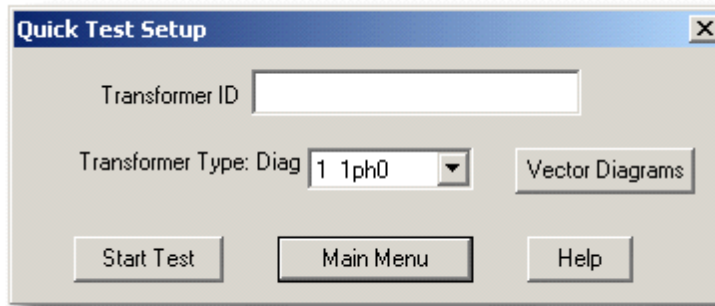 Quick Test Setup
Transformer ID
Transformer Type: Diag 1 1ph0 Vector Diagrams
Start Test Main Menu Help